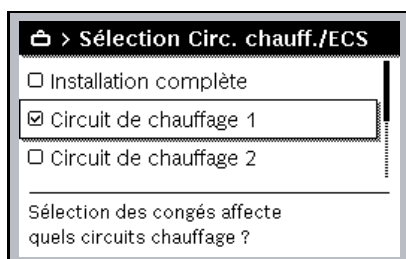 > Sélection Circ. chauff./ECS
Installation complète
Circuit de chauffage 1
Circuit de chauffage 2
Sélection des congés affecte
quels circuits chauffage ?